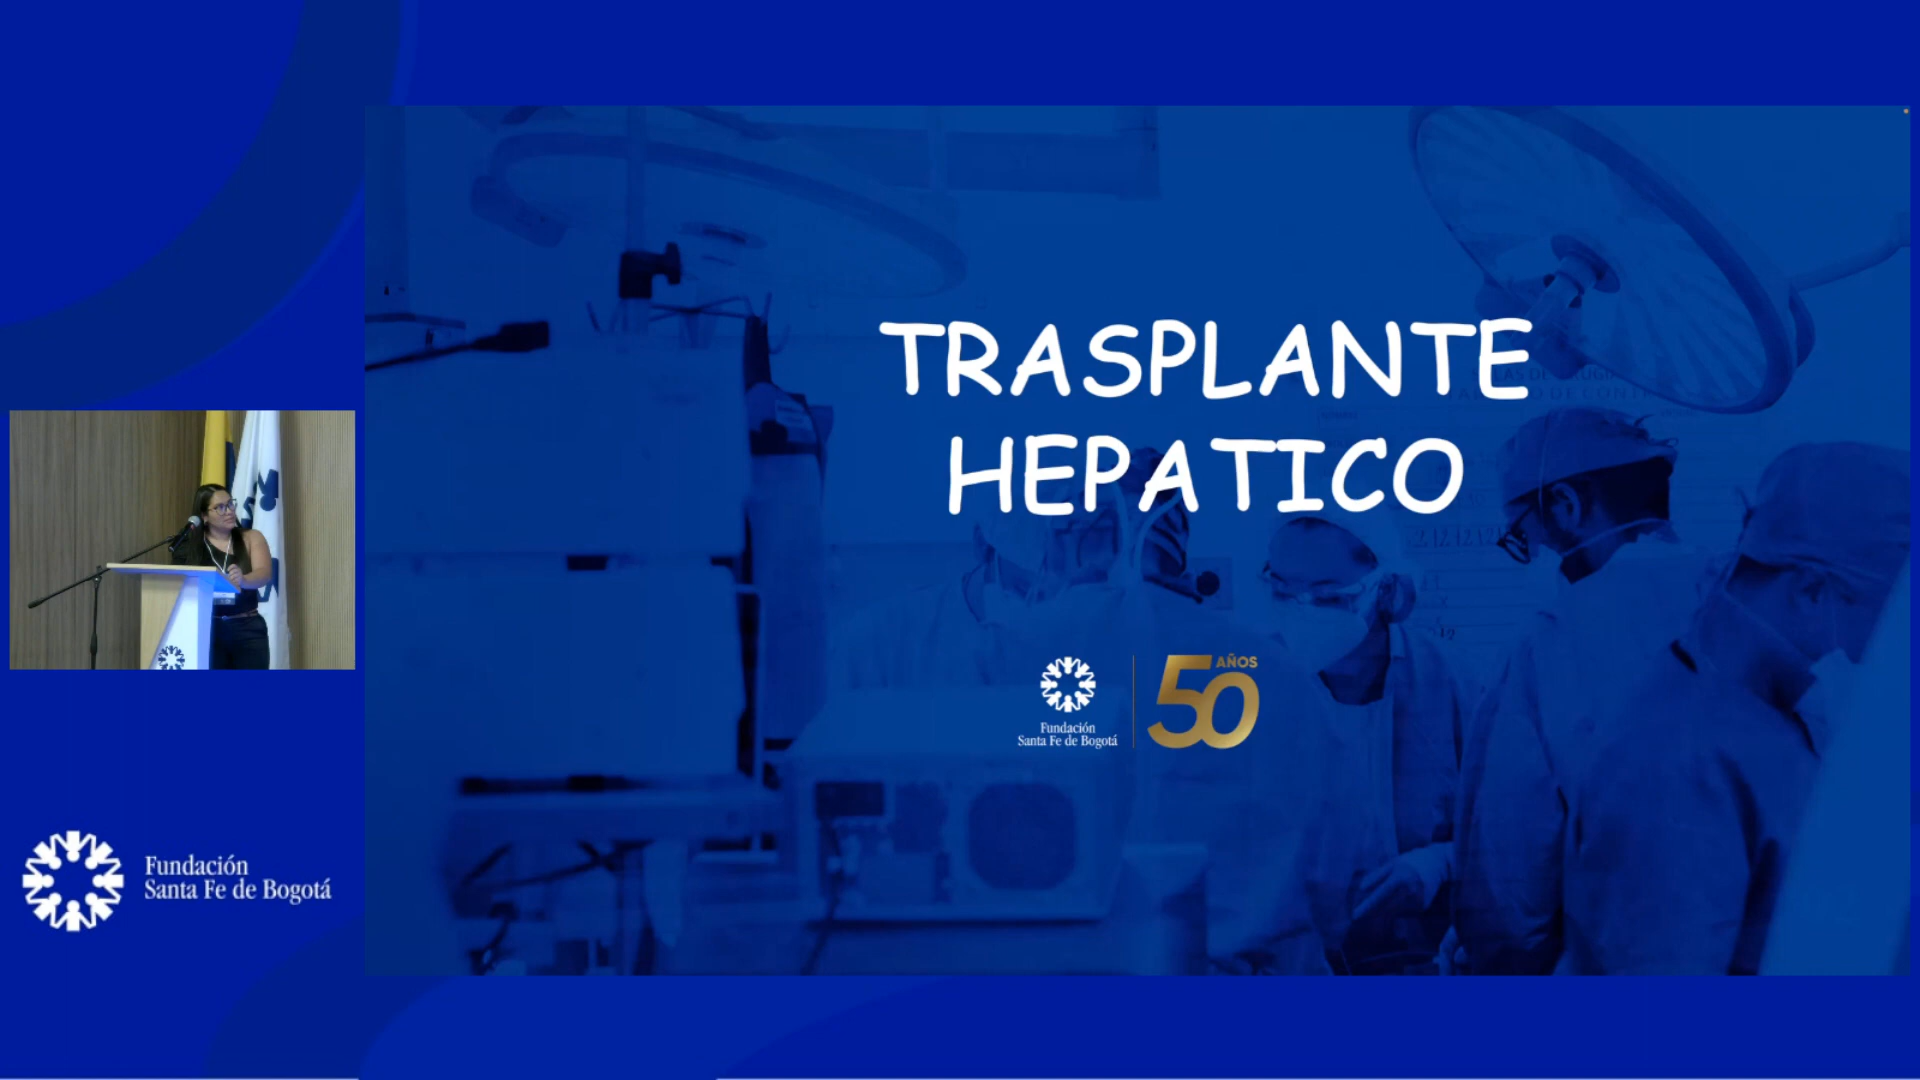 TRASPLANTE
HEPATICO
Fundación
Santa Fe de Bogotá
50 AÑOS
Fundación
Santa Fe de Bogotá